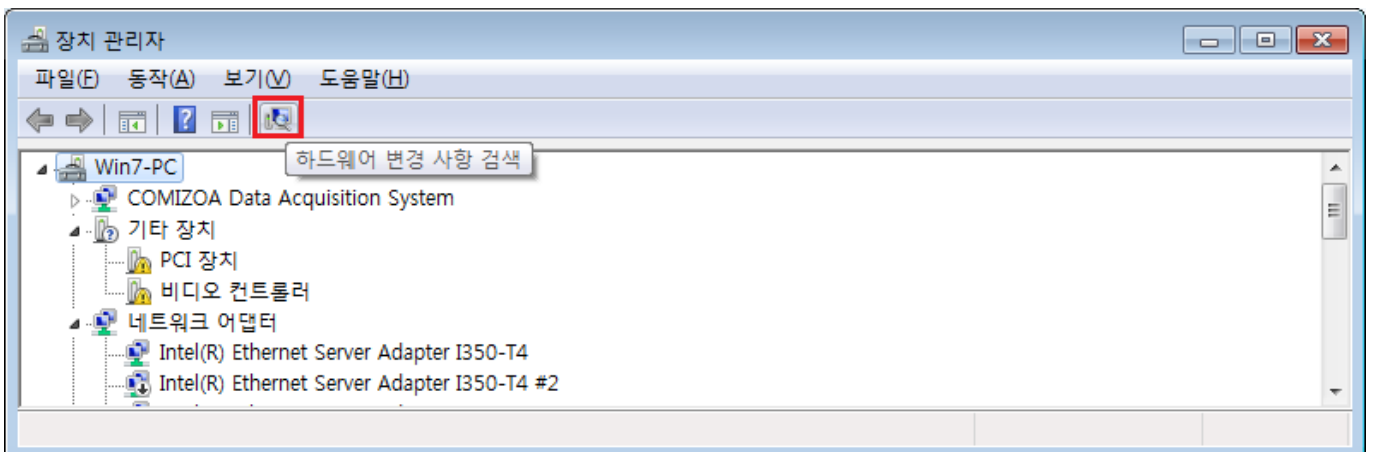 장치 관리자
파일(F) 동작(A) 보기(V) 도움말(H)
하드웨어 변경 사항 검색
Win7-PC
COMIZOA Data Acquisition System
기타 장치
PCI 장치
비디오 컨트롤러
네트워크 어댑터
Intel(R) Ethernet Server Adapter I350-T4
Intel(R) Ethernet Server Adapter I350-T4 #2